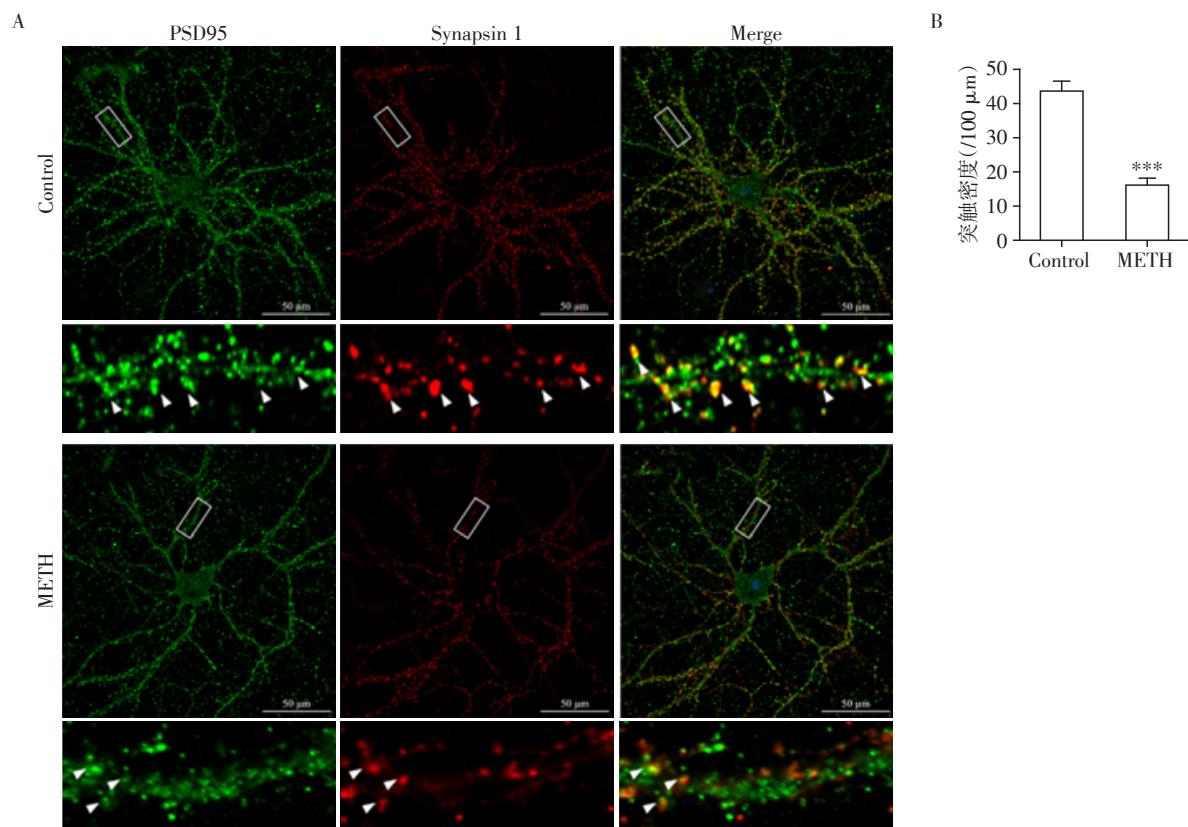 A
PSD95
Synapsin 1
Merge
Control
50 μm
50 μm
50 μm
METH
50 μm
50 μm
50 μm
B
突触密度(/100 μm)
50
40
30
20
10
0
***
Control
METH